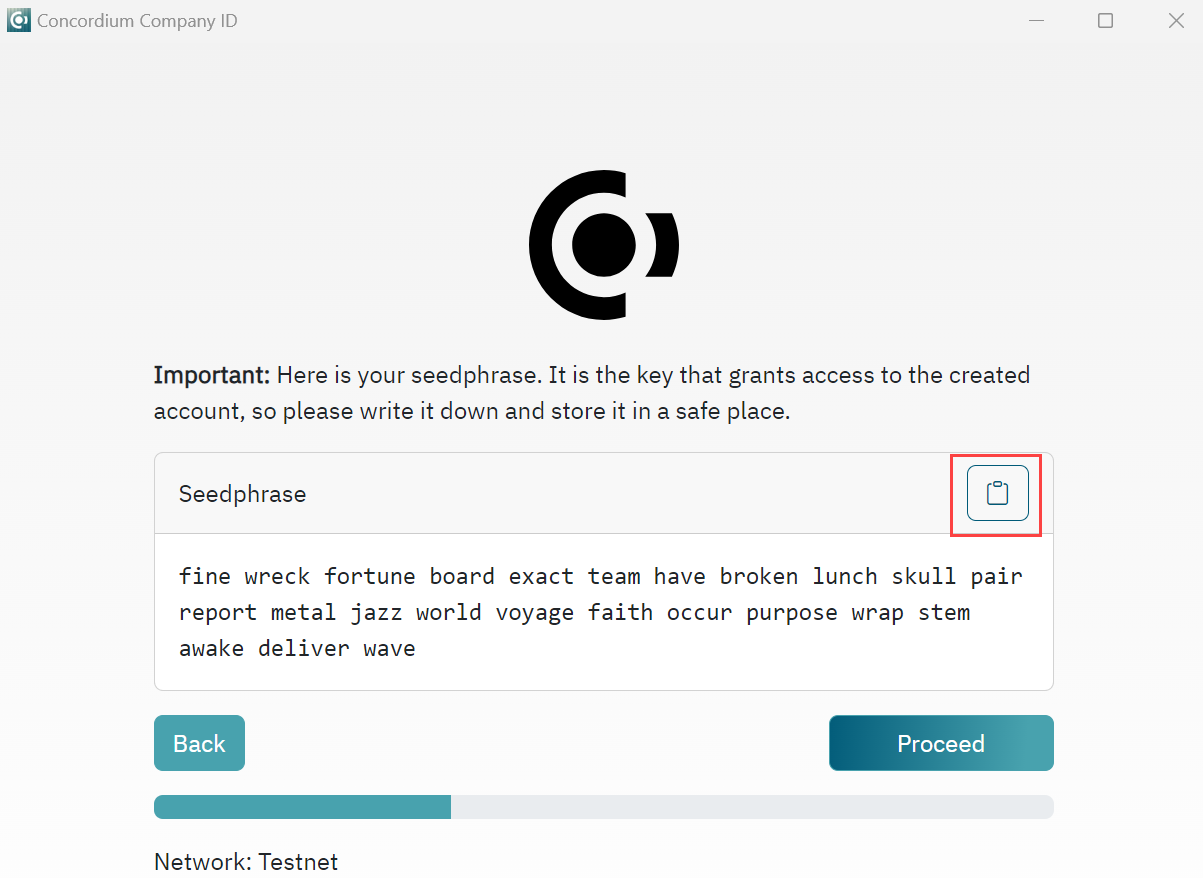 Concordium Company ID
Important: Here is your seedphrase. It is the key that grants access to the created
account, so please write it down and store it in a safe place.
Seedphrase
fine wreck fortune board exact team have broken lunch skull pair
report metal jazz world voyage faith occur purpose wrap stem
awake deliver wave
Back
Proceed
Network: Testnet